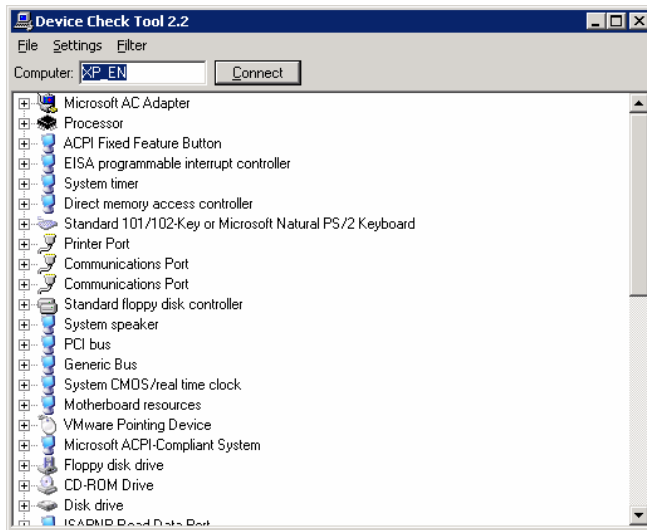 Device Check Tool 2.2
File Settings Filter
Computer: XP_EN Connect
Microsoft AC Adapter
Processor
ACPI Fixed Feature Button
EISA programmable interrupt controller
System timer
Direct memory access controller
Standard 101/102-Key or Microsoft Natural PS/2 Keyboard
Printer Port
Communications Port
Communications Port
Standard floppy disk controller
System speaker
PCI bus
Generic Bus
System CMOS/real time clock
Motherboard resources
VMware Pointing Device
Microsoft ACPI-Compliant System
Floppy disk drive
CD-ROM Drive
Disk drive
ISAPNP Read Data Port